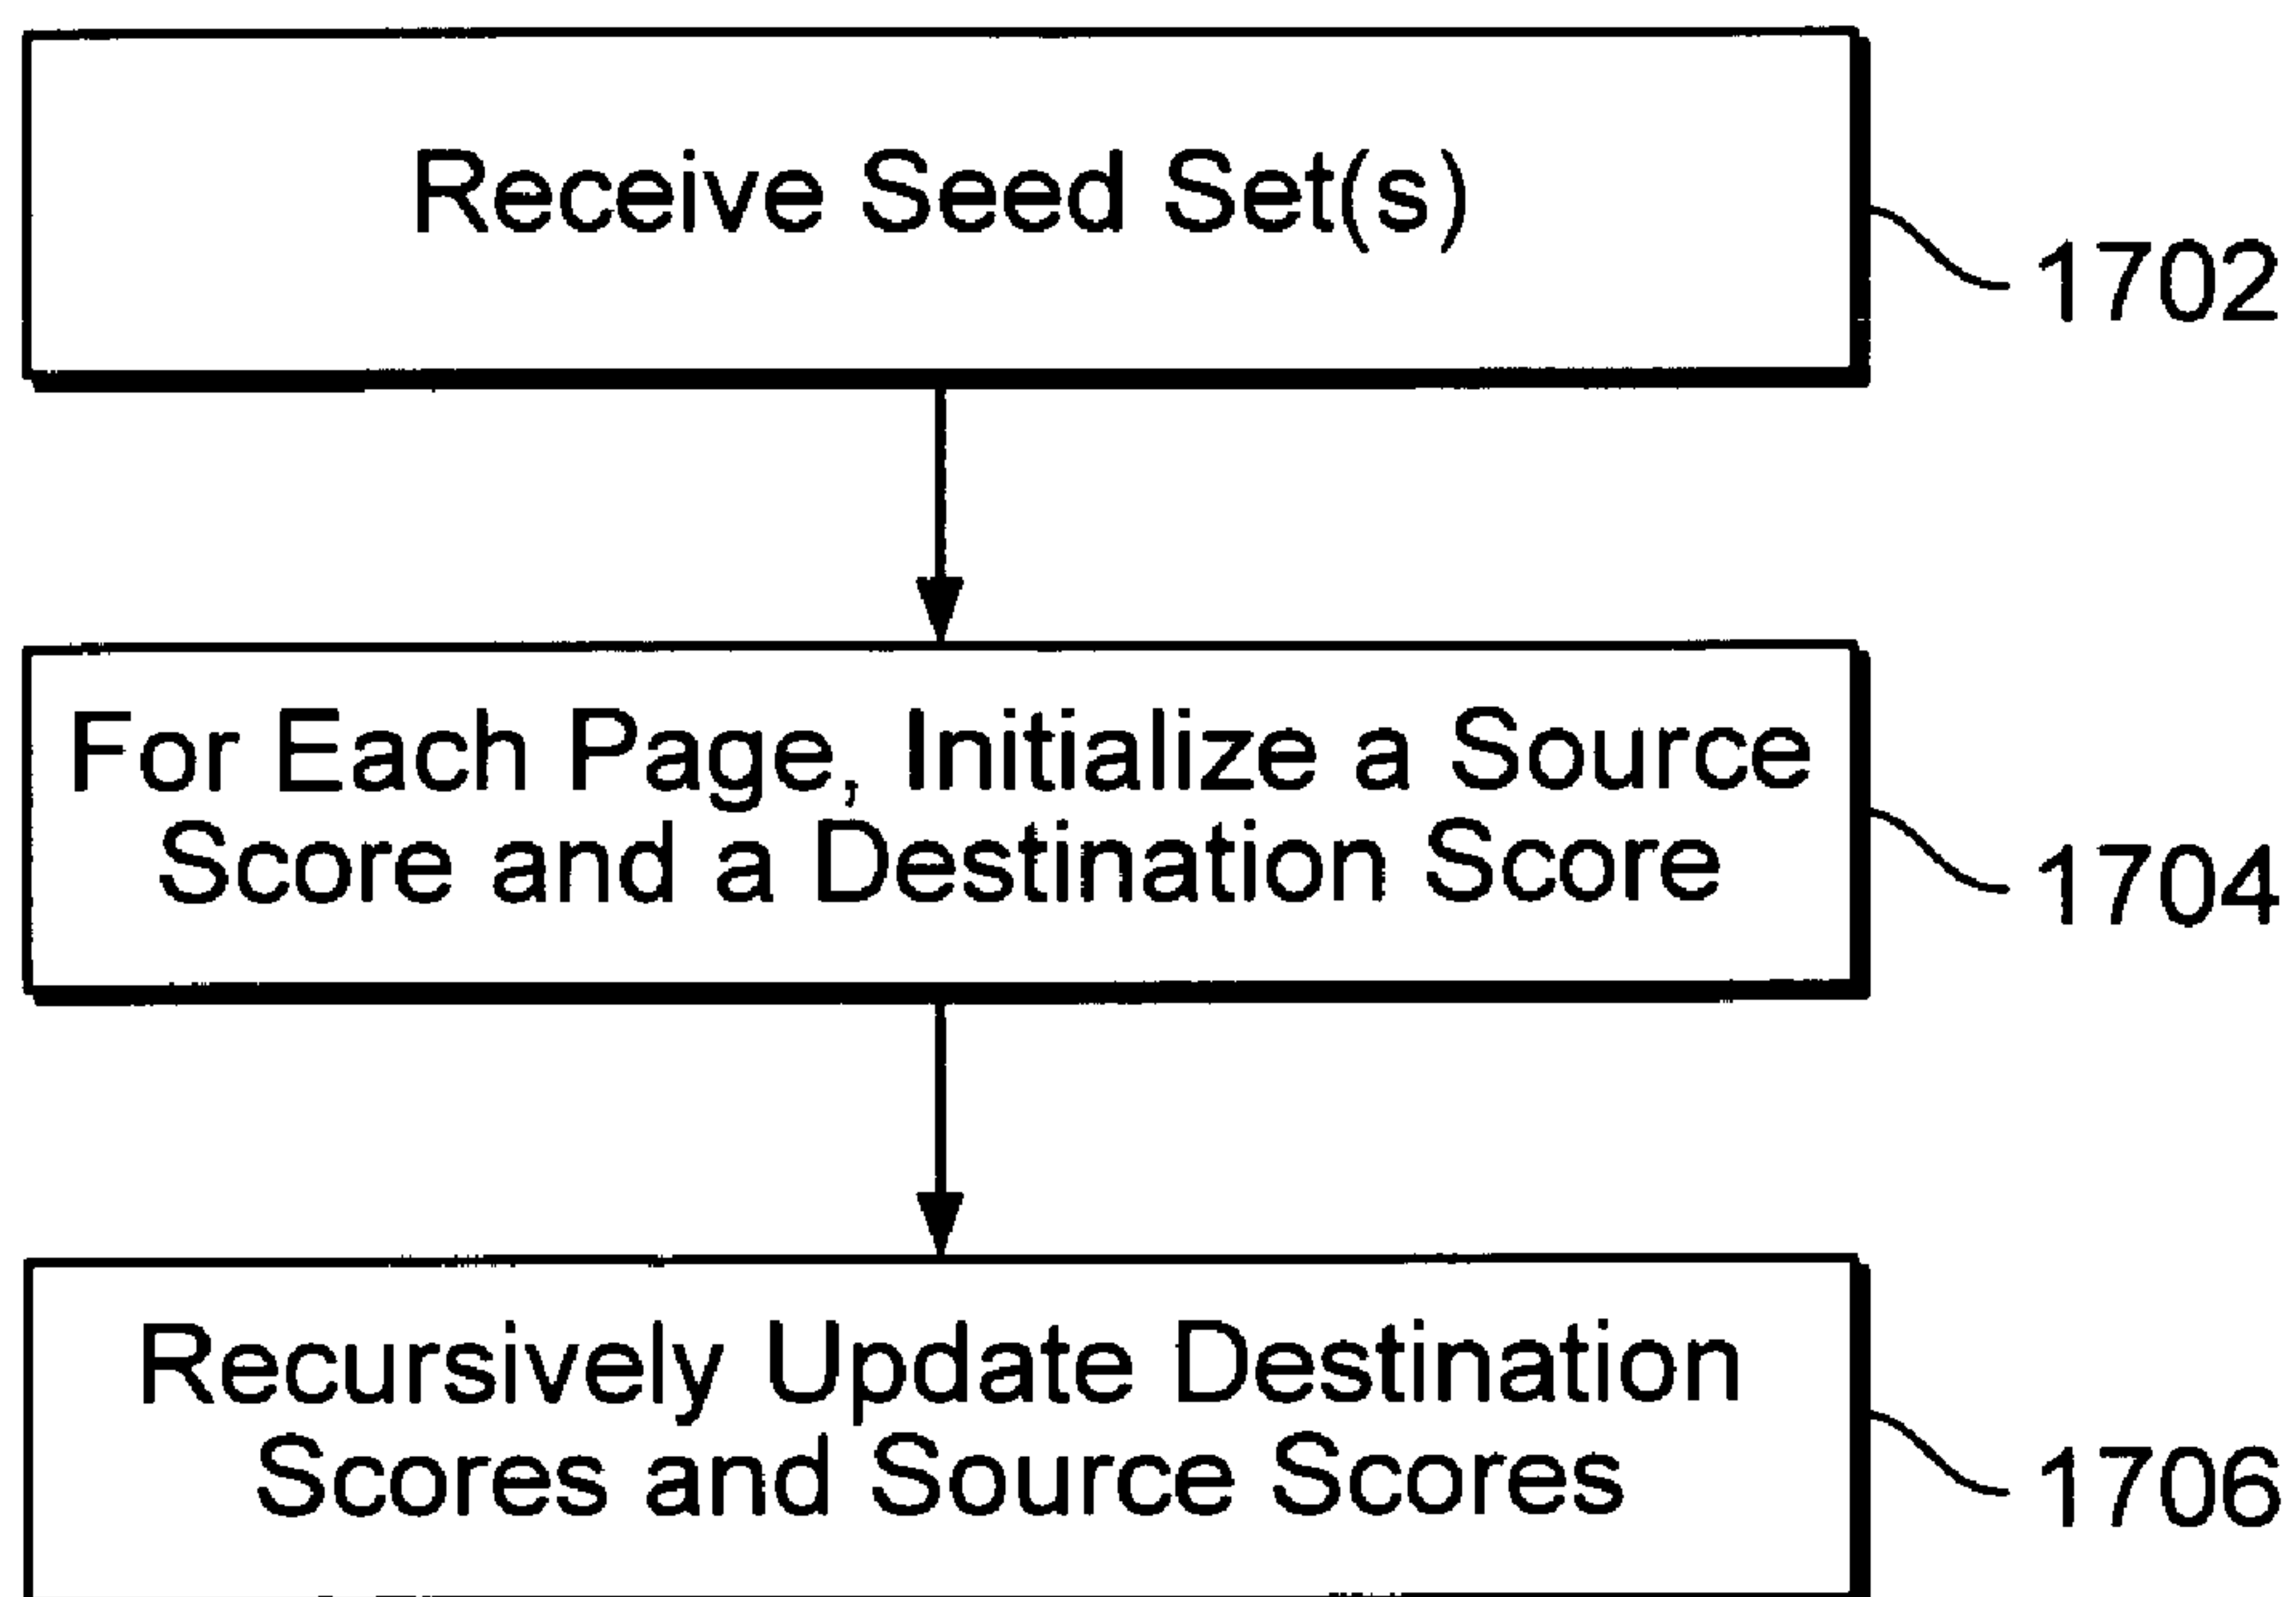 Receive Seed Set(s)
1702
For Each Page, Initialize a Source
Score and a Destination Score
1704
Recursively Update Destination
Scores and Source Scores
1706